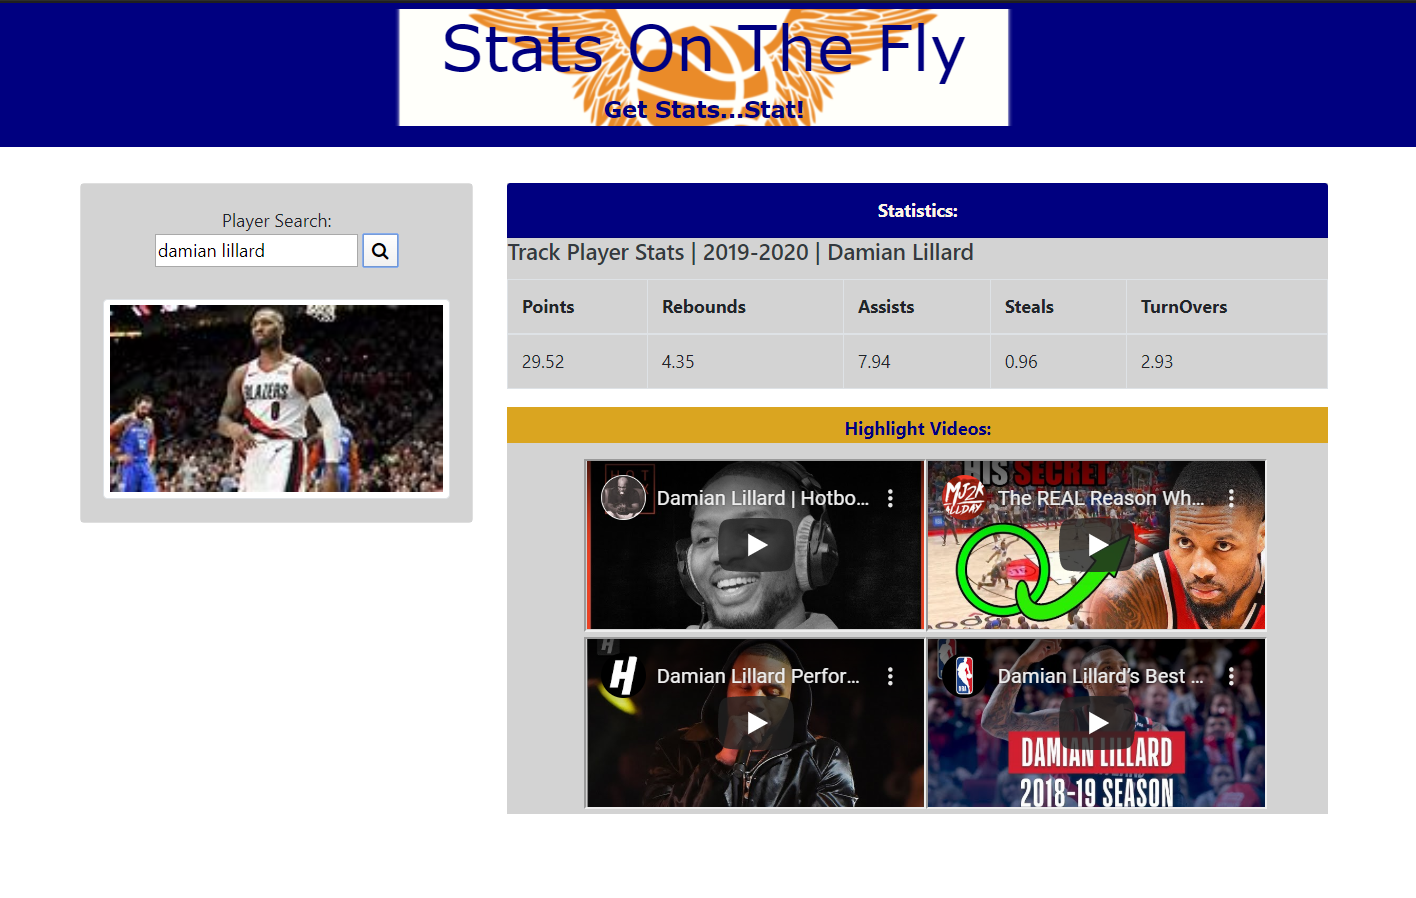 Stats On The Fly
Get Stats...Stat!
Player Search:
damian lillard
BLAZERS
0
Statistics:
Track Player Stats | 2019-2020 | Damian Lillard
Points Rebounds Assists Steals TurnOvers
29.52 4.35 7.94 0.96 2.93
Highlight Videos:
Damian Lillard | Hotbo...
HIS SECRET
MJ2K
ALLDAY
The REAL Reason Wh...
H
Damian Lillard Perfor...
NBA
Damian Lillard's Best ...
DAMIAN LILLARD
2018-19 SEASON